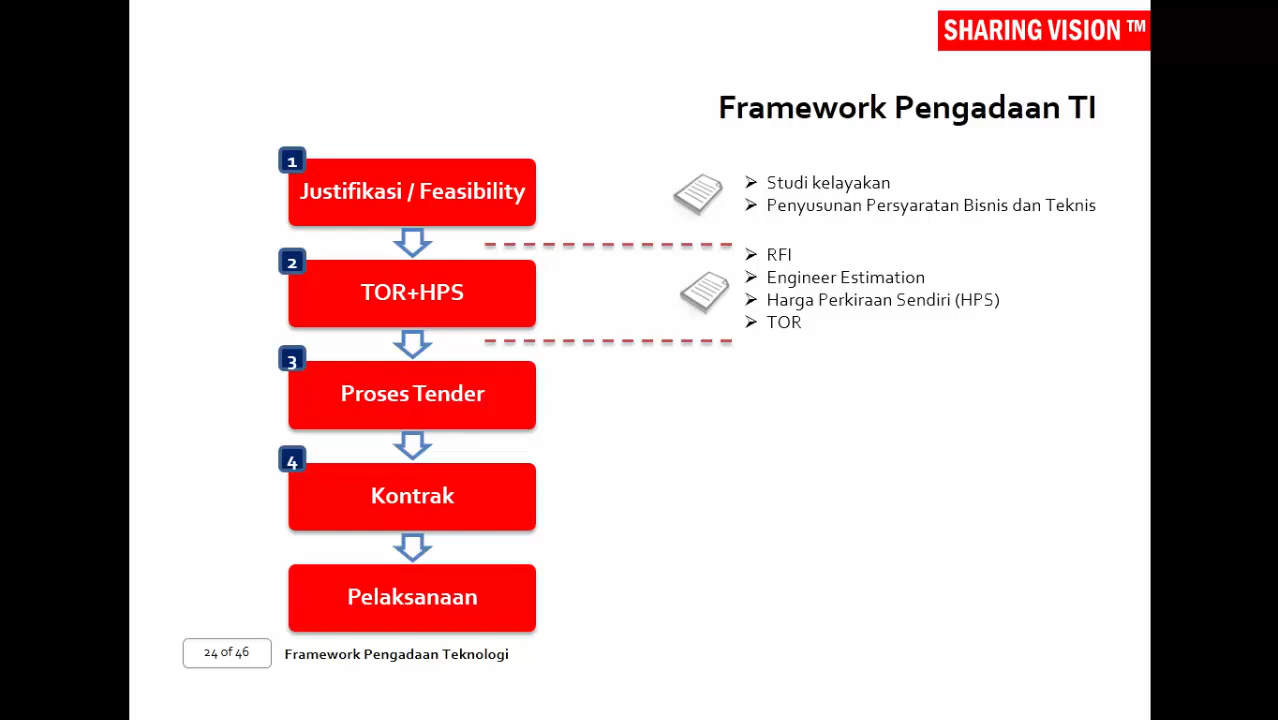 SHARING VISION ™
Framework Pengadaan TI
1
Justifikasi / Feasibility
➢ Studi kelayakan
➢ Penyusunan Persyaratan Bisnis dan Teknis
2
TOR+HPS
➢ RFI
➢ Engineer Estimation
➢ Harga Perkiraan Sendiri (HPS)
➢ TOR
3
Proses Tender
4
Kontrak
Pelaksanaan
24 of 46
Framework Pengadaan Teknologi